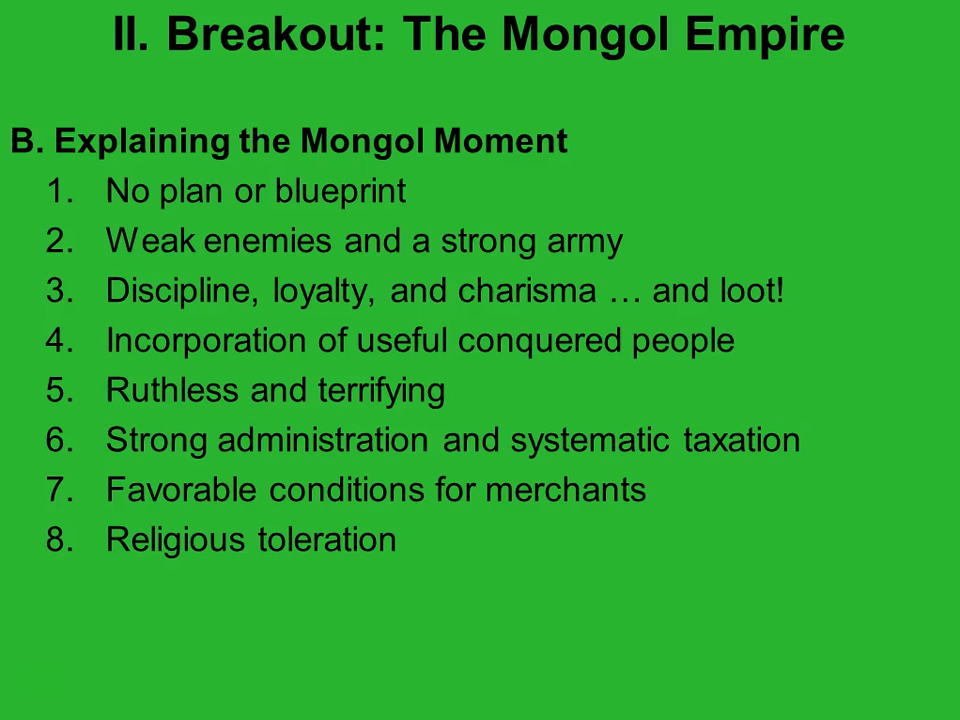 II. Breakout: The Mongol Empire
B. Explaining the Mongol Moment
1. No plan or blueprint
2. Weak enemies and a strong army
3. Discipline, loyalty, and charisma … and loot!
4. Incorporation of useful conquered people
5. Ruthless and terrifying
6. Strong administration and systematic taxation
7. Favorable conditions for merchants
8. Religious toleration